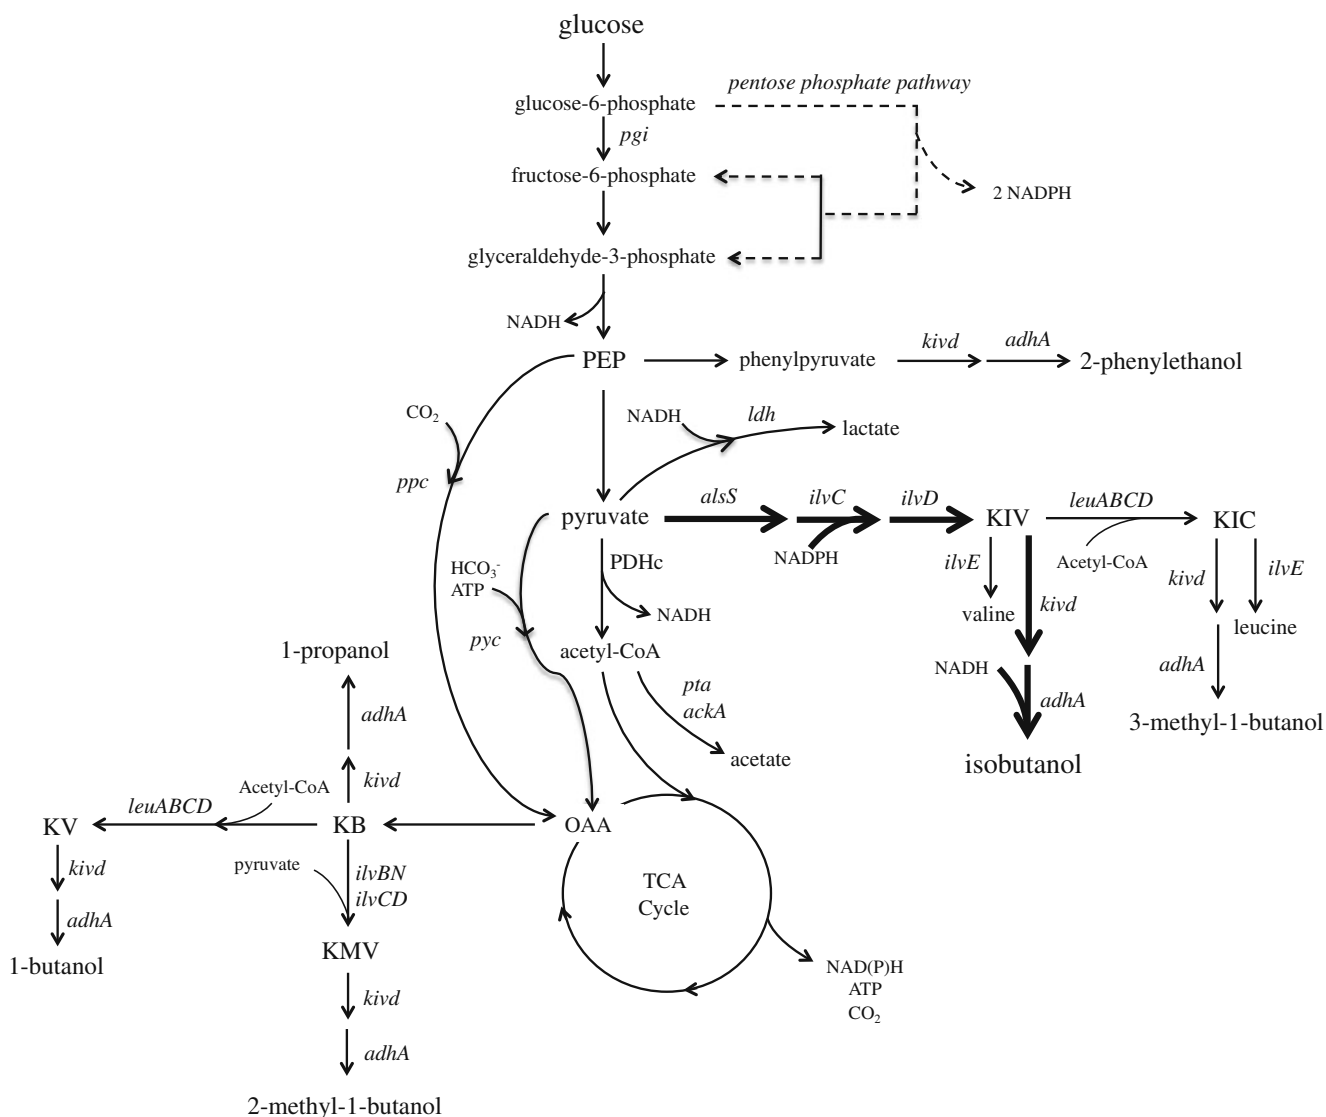 glucose
pentose phosphate pathway
glucose-6-phosphate
pgi
fructose-6-phosphate
2 NADPH
glyceraldehyde-3-phosphate
NADH
PEP
phenylpyruvate
kivd
adhA
2-phenylethanol
CO2
ppc
NADH
ldh
lactate
pyruvate
alsS
ilvC
ilvD
NADPH
KIV
leuABCD
Acetyl-CoA
KIC
HCO3-
ATP
pyc
PDHc
NADH
ilvE
valine
kivd
kivd
ilvE
leucine
acetyl-CoA
pta
ackA
acetate
NADH
adhA
isobutanol
adhA
3-methyl-1-butanol
1-propanol
adhA
kivd
Acetyl-CoA
leuABCD
KV
KB
OAA
kivd
adhA
1-butanol
pyruvate
ilvBN
ilvCD
KMV
kivd
adhA
2-methyl-1-butanol
TCA
Cycle
NAD(P)H
ATP
CO2